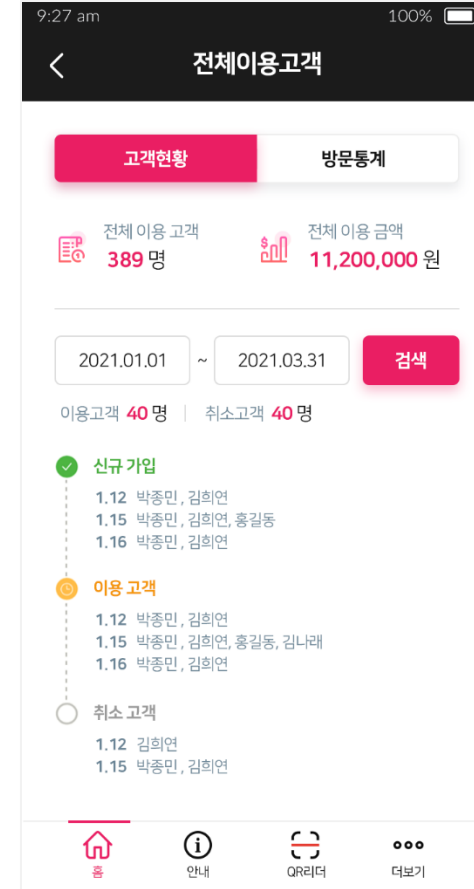 9:27 am 100%
전체이용고객
고객현황 방문통계
전체 이용 고객 전체 이용 금액
389 명 11,200,000 원
2021.01.01 ~ 2021.03.31 검색
이용고객 40 명 취소고객 40 명
신규 가입
1.12 박종민 , 김희연
1.15 박종민 , 김희연, 홍길동
1.16 박종민 , 김희연
이용 고객
1.12 박종민 , 김희연
1.15 박종민 , 김희연, 홍길동, 김나래
1.16 박종민 , 김희연
취소 고객
1.12 김희연
1.15 박종민 , 김희연
홈 안내 QR리더 더보기